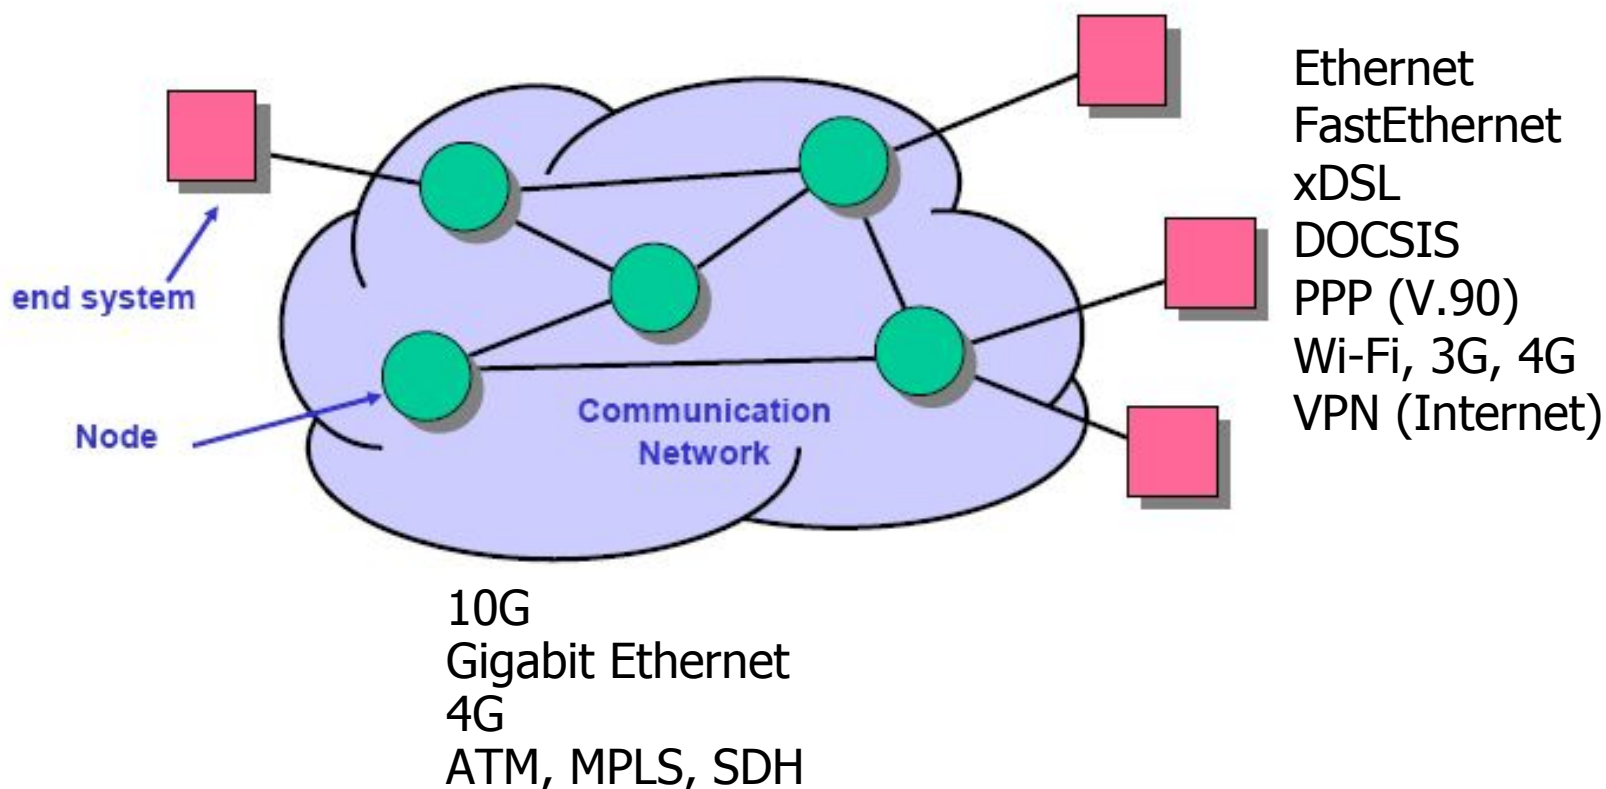 end system
Node
Communication
Network
Ethernet
FastEthernet
xDSL
DOCSIS
PPP (V.90)
Wi-Fi, 3G, 4G
VPN (Internet)
10G
Gigabit Ethernet
4G
ATM, MPLS, SDH